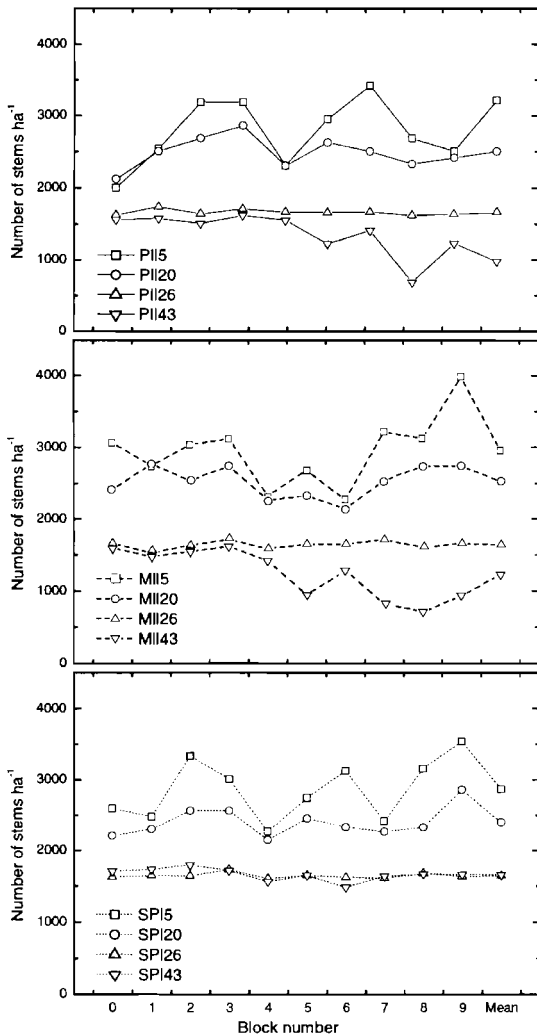 4000
3000
2000
1000
0
Number of stems ha⁻¹
PII5
PII20
PII26
PII43
4000
3000
2000
1000
0
Number of stems ha⁻¹
MII5
MII20
MII26
MII43
4000
3000
2000
1000
0
Number of stems ha⁻¹
SPI5
SPI20
SPI26
SPI43
0 1 2 3 4 5 6 7 8 9 Mean
Block number